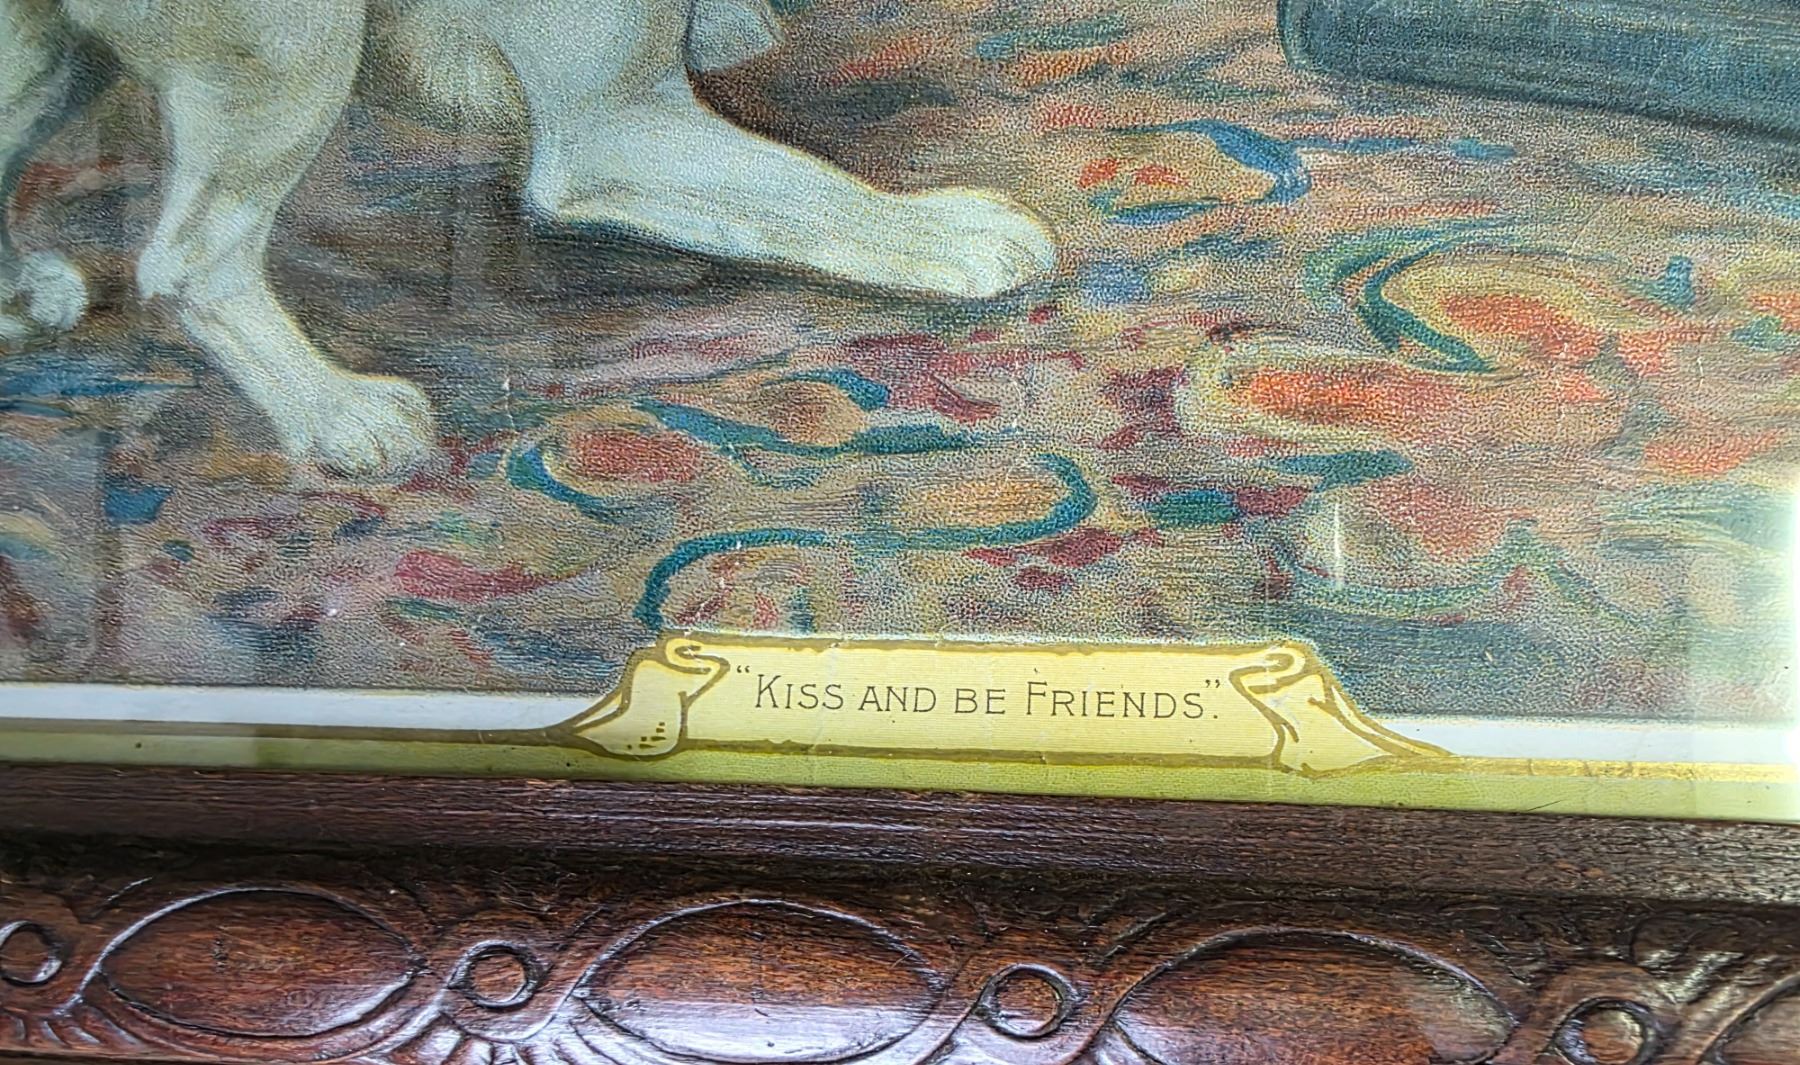 "Kiss and be Friends".